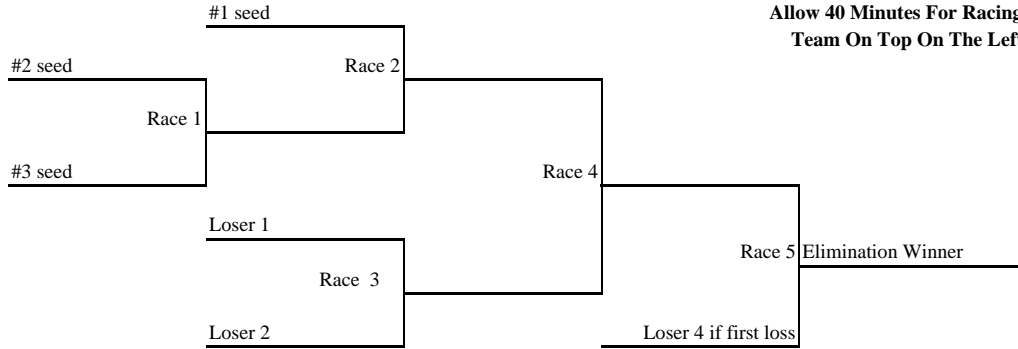 #1 seed
Allow 40 Minutes For Racing
Team On Top On The Left
#2 seed
Race 2
Race 1
#3 seed
Race 4
Loser 1
Race 5 Elimination Winner
Race 3
Loser 2
Loser 4 if first loss